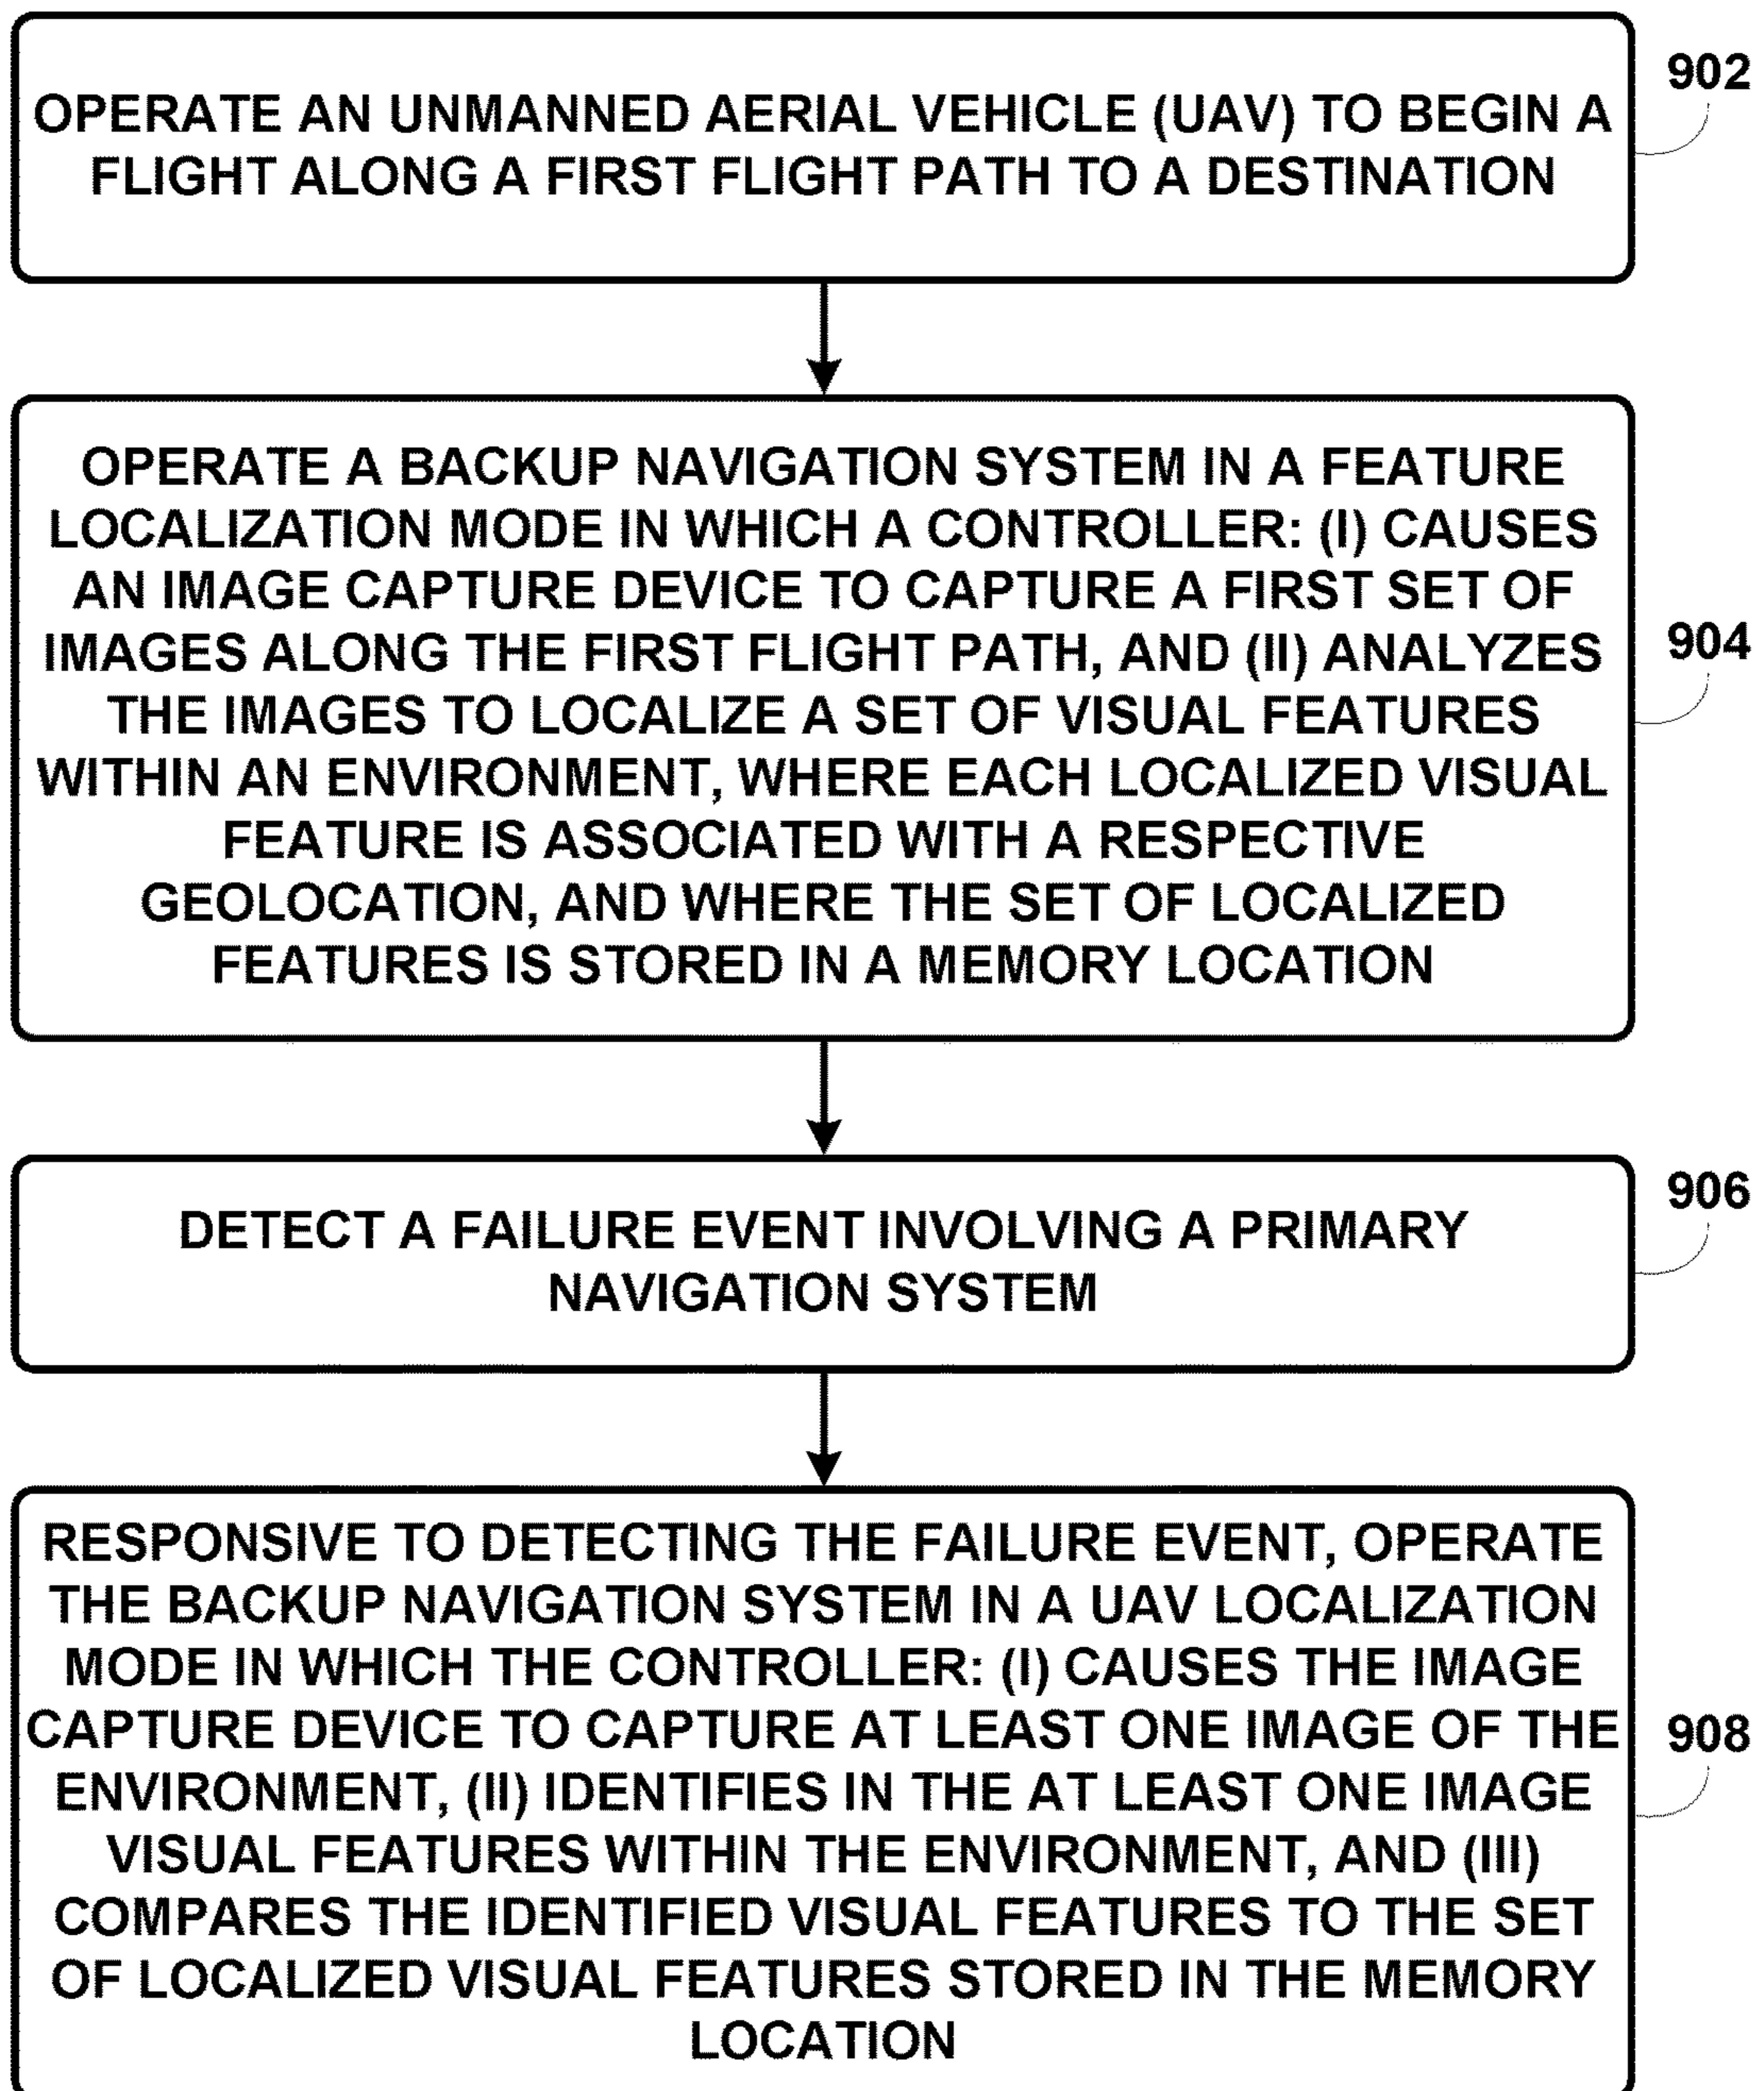 OPERATE AN UNMANNED AERIAL VEHICLE (UAV) TO BEGIN A
FLIGHT ALONG A FIRST FLIGHT PATH TO A DESTINATION
902
OPERATE A BACKUP NAVIGATION SYSTEM IN A FEATURE
LOCALIZATION MODE IN WHICH A CONTROLLER: (I) CAUSES
AN IMAGE CAPTURE DEVICE TO CAPTURE A FIRST SET OF
IMAGES ALONG THE FIRST FLIGHT PATH, AND (II) ANALYZES
THE IMAGES TO LOCALIZE A SET OF VISUAL FEATURES
WITHIN AN ENVIRONMENT, WHERE EACH LOCALIZED VISUAL
FEATURE IS ASSOCIATED WITH A RESPECTIVE
GEOLOCATION, AND WHERE THE SET OF LOCALIZED
FEATURES IS STORED IN A MEMORY LOCATION
904
DETECT A FAILURE EVENT INVOLVING A PRIMARY
NAVIGATION SYSTEM
906
RESPONSIVE TO DETECTING THE FAILURE EVENT, OPERATE
THE BACKUP NAVIGATION SYSTEM IN A UAV LOCALIZATION
MODE IN WHICH THE CONTROLLER: (I) CAUSES THE IMAGE
CAPTURE DEVICE TO CAPTURE AT LEAST ONE IMAGE OF THE
ENVIRONMENT, (II) IDENTIFIES IN THE AT LEAST ONE IMAGE
VISUAL FEATURES WITHIN THE ENVIRONMENT, AND (III)
COMPARES THE IDENTIFIED VISUAL FEATURES TO THE SET
OF LOCALIZED VISUAL FEATURES STORED IN THE MEMORY
LOCATION
908